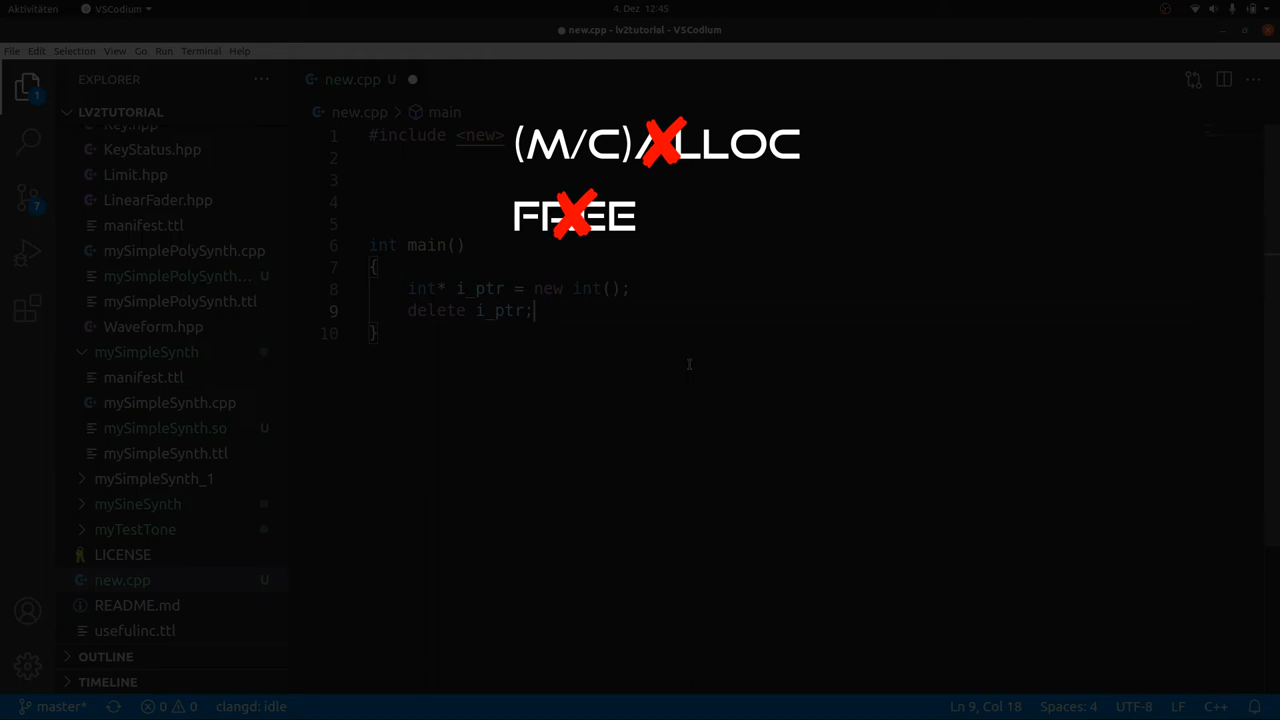 Aktivitäten
VSCodium
4. Dez 12:45
new.cpp - lv2tutorial - VSCodium
File Edit Selection View Go Run Terminal Help
EXPLORER
new.cpp U
LV2TUTORIAL
new.cpp > main
Key.hpp
KeyStatus.hpp
Limit.hpp
LinearFader.hpp
manifest.ttl
mySimplePolySynth.cpp
mySimplePolySynth... U
mySimplePolySynth.ttl
Waveform.hpp
mySimpleSynth
manifest.ttl
mySimpleSynth.cpp
mySimpleSynth.so U
mySimpleSynth.ttl
mySimpleSynth_1
mySineSynth
myTestTone
LICENSE
new.cpp U
README.md
usefulinc.ttl
OUTLINE
TIMELINE
1
7
1 #include <new>
2
3
4
5
6 int main()
7 {
8 int* i_ptr = new int();
9 delete i_ptr;
10 }
(M/C)ALLOC
FREE
master* 0 0 clangd: idle
Ln 9, Col 18 Spaces: 4 UTF-8 LF C++